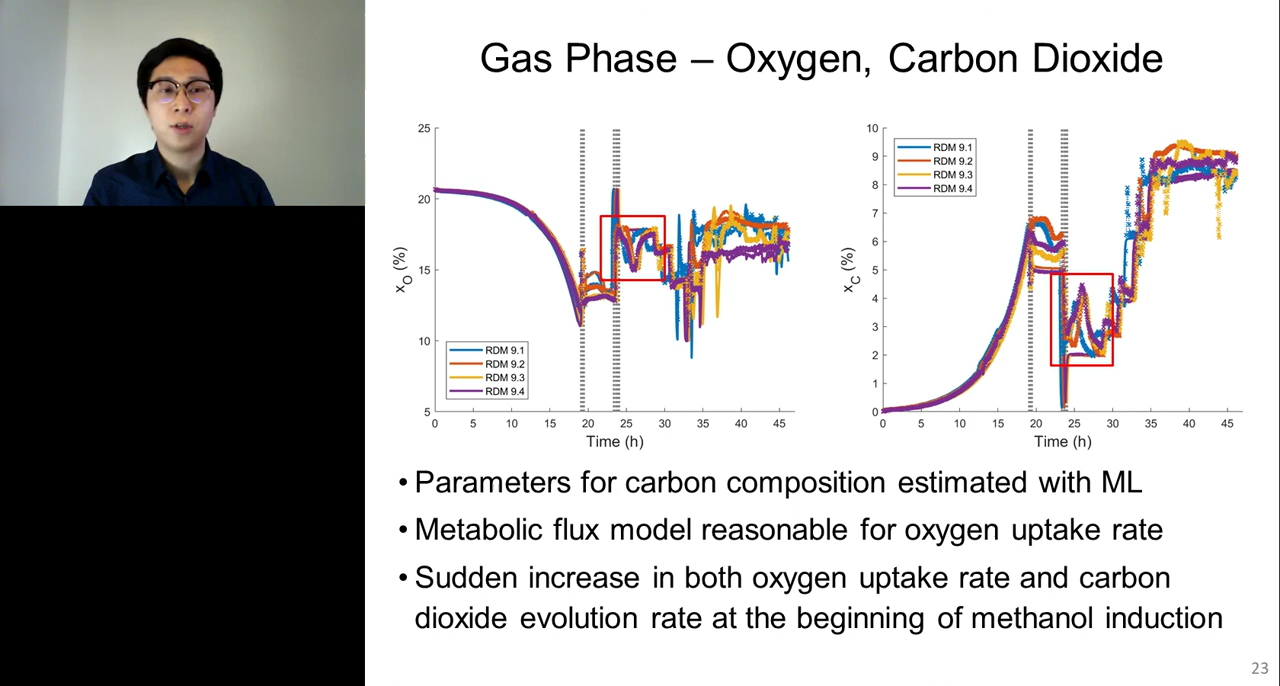 Gas Phase – Oxygen, Carbon Dioxide
25
20
15
10
5
x_O (%)
0 5 10 15 20 25 30 35 40 45
Time (h)
RDM 9.1
RDM 9.2
RDM 9.3
RDM 9.4
10
9
8
7
6
5
4
3
2
1
0
x_C (%)
0 5 10 15 20 25 30 35 40 45
Time (h)
RDM 9.1
RDM 9.2
RDM 9.3
RDM 9.4
• Parameters for carbon composition estimated with ML
• Metabolic flux model reasonable for oxygen uptake rate
• Sudden increase in both oxygen uptake rate and carbon
dioxide evolution rate at the beginning of methanol induction
23